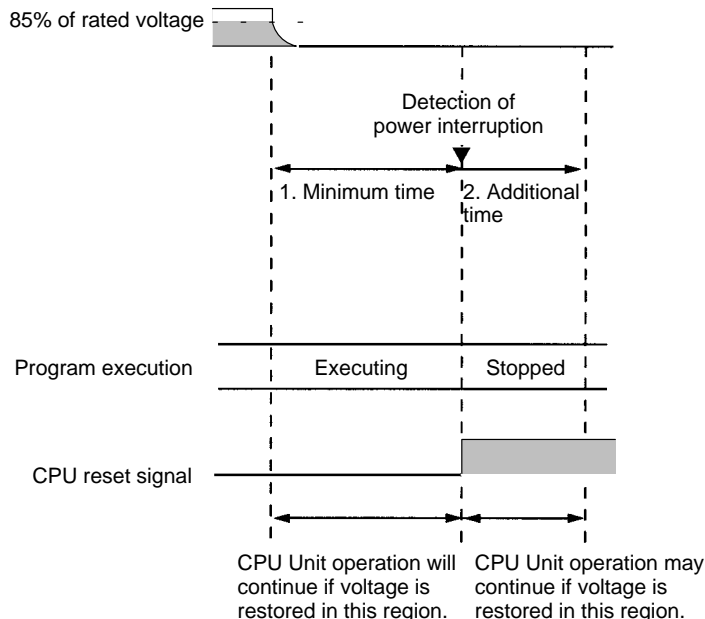 85% of rated voltage
Detection of
power interruption
1. Minimum time
2. Additional
time
Program execution
Executing
Stopped
CPU reset signal
CPU Unit operation will
continue if voltage is
restored in this region.
CPU Unit operation may
continue if voltage is
restored in this region.